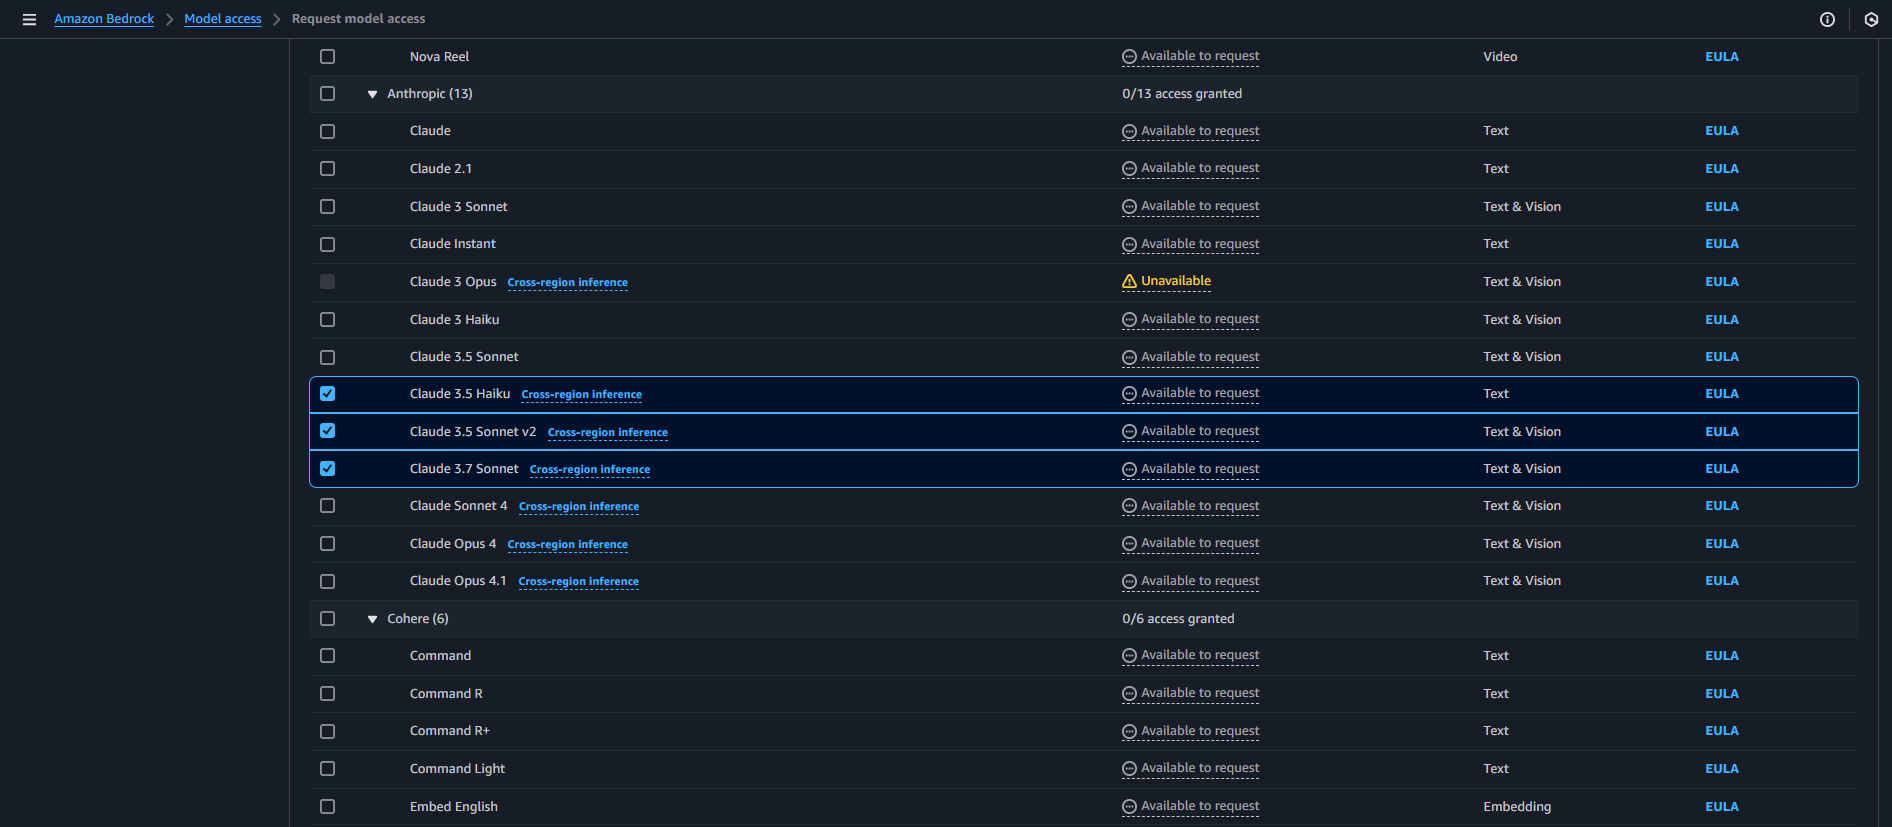 Amazon Bedrock > Model access > Request model access
Nova Reel Available to request Video EULA
Anthropic (13) 0/13 access granted
Claude Available to request Text EULA
Claude 2.1 Available to request Text EULA
Claude 3 Sonnet Available to request Text & Vision EULA
Claude Instant Available to request Text EULA
Claude 3 Opus Cross-region inference Unavailable Text & Vision EULA
Claude 3 Haiku Available to request Text & Vision EULA
Claude 3.5 Sonnet Available to request Text & Vision EULA
Claude 3.5 Haiku Cross-region inference Available to request Text EULA
Claude 3.5 Sonnet v2 Cross-region inference Available to request Text & Vision EULA
Claude 3.7 Sonnet Cross-region inference Available to request Text & Vision EULA
Claude Sonnet 4 Cross-region inference Available to request Text & Vision EULA
Claude Opus 4 Cross-region inference Available to request Text & Vision EULA
Claude Opus 4.1 Cross-region inference Available to request Text & Vision EULA
Cohere (6) 0/6 access granted
Command Available to request Text EULA
Command R Available to request Text EULA
Command R+ Available to request Text EULA
Command Light Available to request Text EULA
Embed English Available to request Embedding EULA